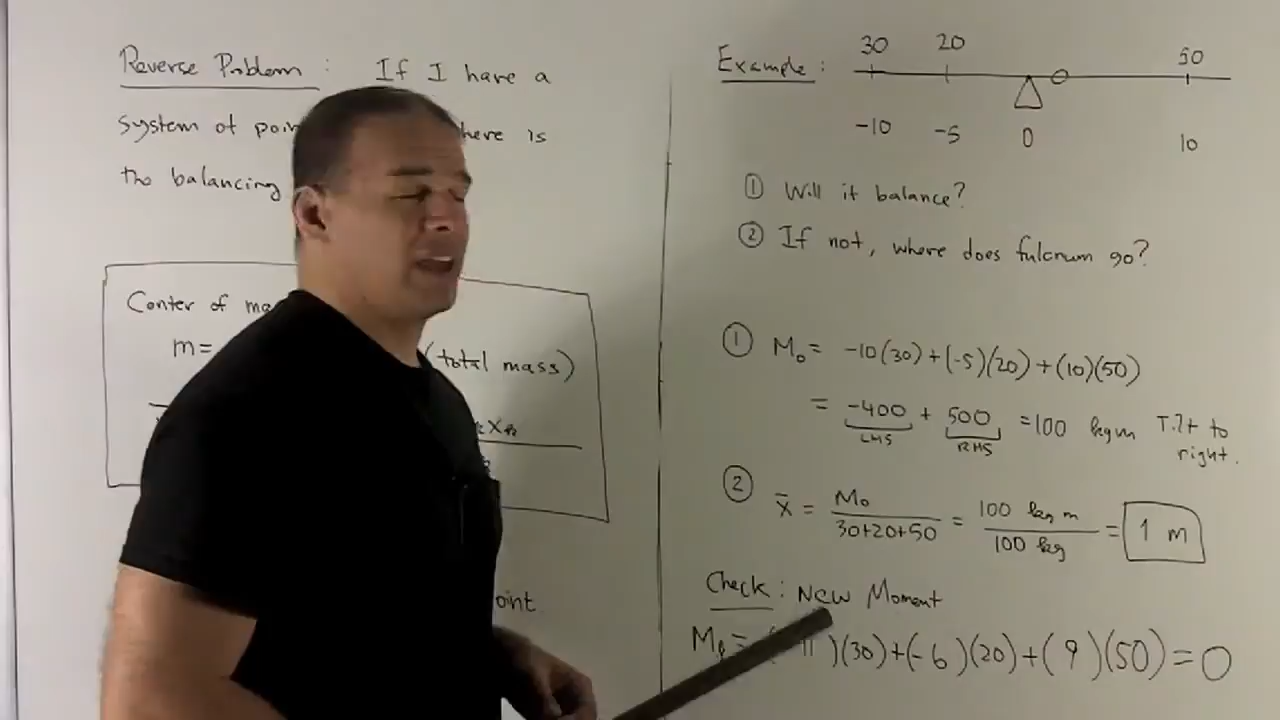 Reverse Problem : If I have a
system of poin here is
the balancing
Center of ma
m= (total mass)
xₖ
oint.
Example :
30 20 50
-10 -5 0 10
① Will it balance?
② If not, where does fulcrum go?
① M₀ = -10(30) + (-5)(20) + (10)(50)
= -400 + 500 = 100 kg m Tilt to right.
LHS RHS
② x̄ = M₀ / 30+20+50 = 100 kg m / 100 kg = 1 m
Check : New Moment
M = ( 11 )(30) + (-6)(20) + (9)(50) = 0